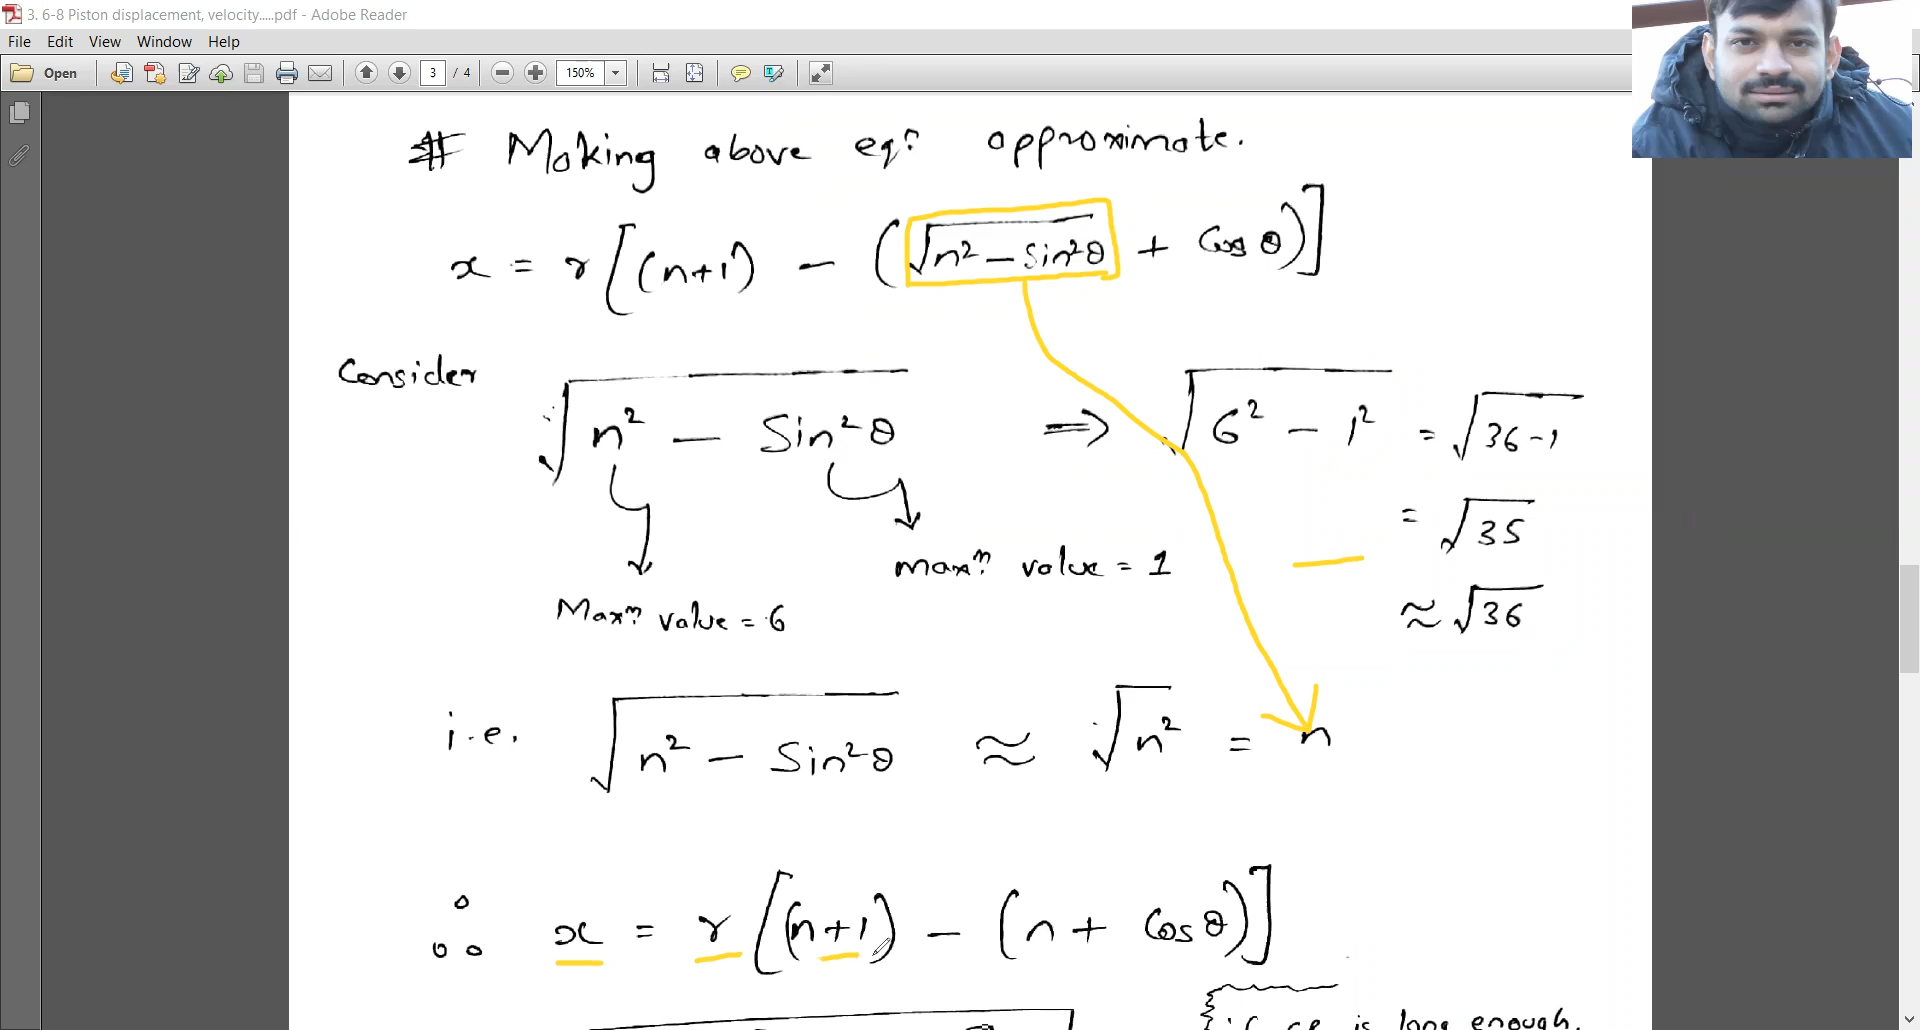 3. 6-8 Piston displacement, velocity.....pdf - Adobe Reader
File Edit View Window Help
Open 3 / 4 150%
# Making above eqn approximate.
x = r[(n+1) - (√(n² - Sin²θ) + Cos θ)]
Consider √(n² - Sin²θ) ⇒ √(6² - 1²) = √(36-1)
= √35
Max^m value = 1
Max^m value = 6
≈ √36
i.e. √(n² - Sin²θ) ≈ √n² = n
∴ x = r[(n+1) - (n + Cos θ)]
is long enough.